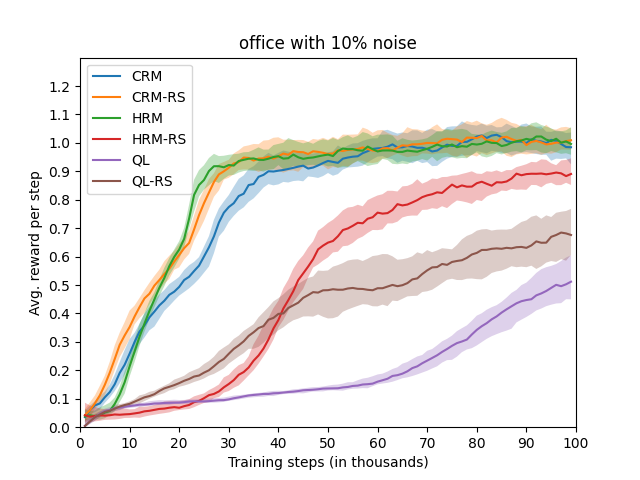 office with 10% noise
Avg. reward per step
1.2
1.1
1.0
0.9
0.8
0.7
0.6
0.5
0.4
0.3
0.2
0.1
0.0
CRM
CRM-RS
HRM
HRM-RS
QL
QL-RS
0 10 20 30 40 50 60 70 80 90 100
Training steps (in thousands)